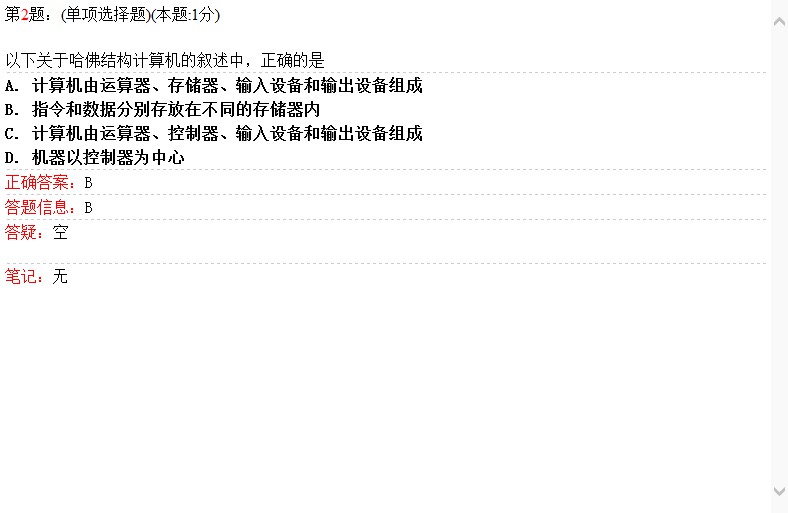 第2题：(单项选择题)(本题:1分)
以下关于哈佛结构计算机的叙述中，正确的是
A. 计算机由运算器、存储器、输入设备和输出设备组成
B. 指令和数据分别存放在不同的存储器内
C. 计算机由运算器、控制器、输入设备和输出设备组成
D. 机器以控制器为中心
正确答案：B
答题信息：B
答疑：空
笔记：无